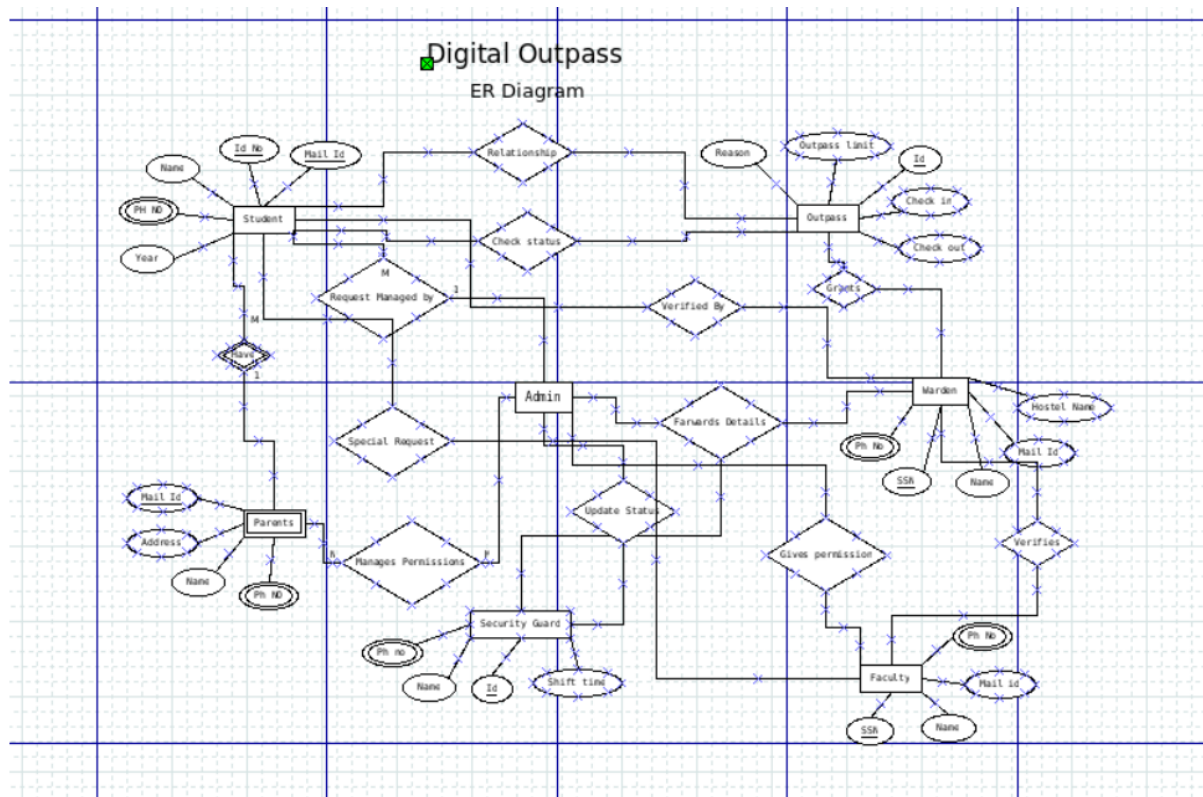 Digital Outpass
ER Diagram
Id No
Mail Id
Name
PH NO
Year
Student
Relationship
Reason
Outpass limit
Id
Check in
Check out
Outpass
Check status
M
Request Managed by
1
Verified By
Grants
M
Have
1
Admin
Warden
Hostel Name
Special Request
Farwards Details
Ph No
Mail Id
SSN
Name
Mail Id
Parents
Address
Name
Ph NO
Update Status
Manages Permissions
P
Gives permission
Verifies
Security Guard
Ph no
Name
Id
Shift time
Ph No
Faculty
Mail id
SSN
Name